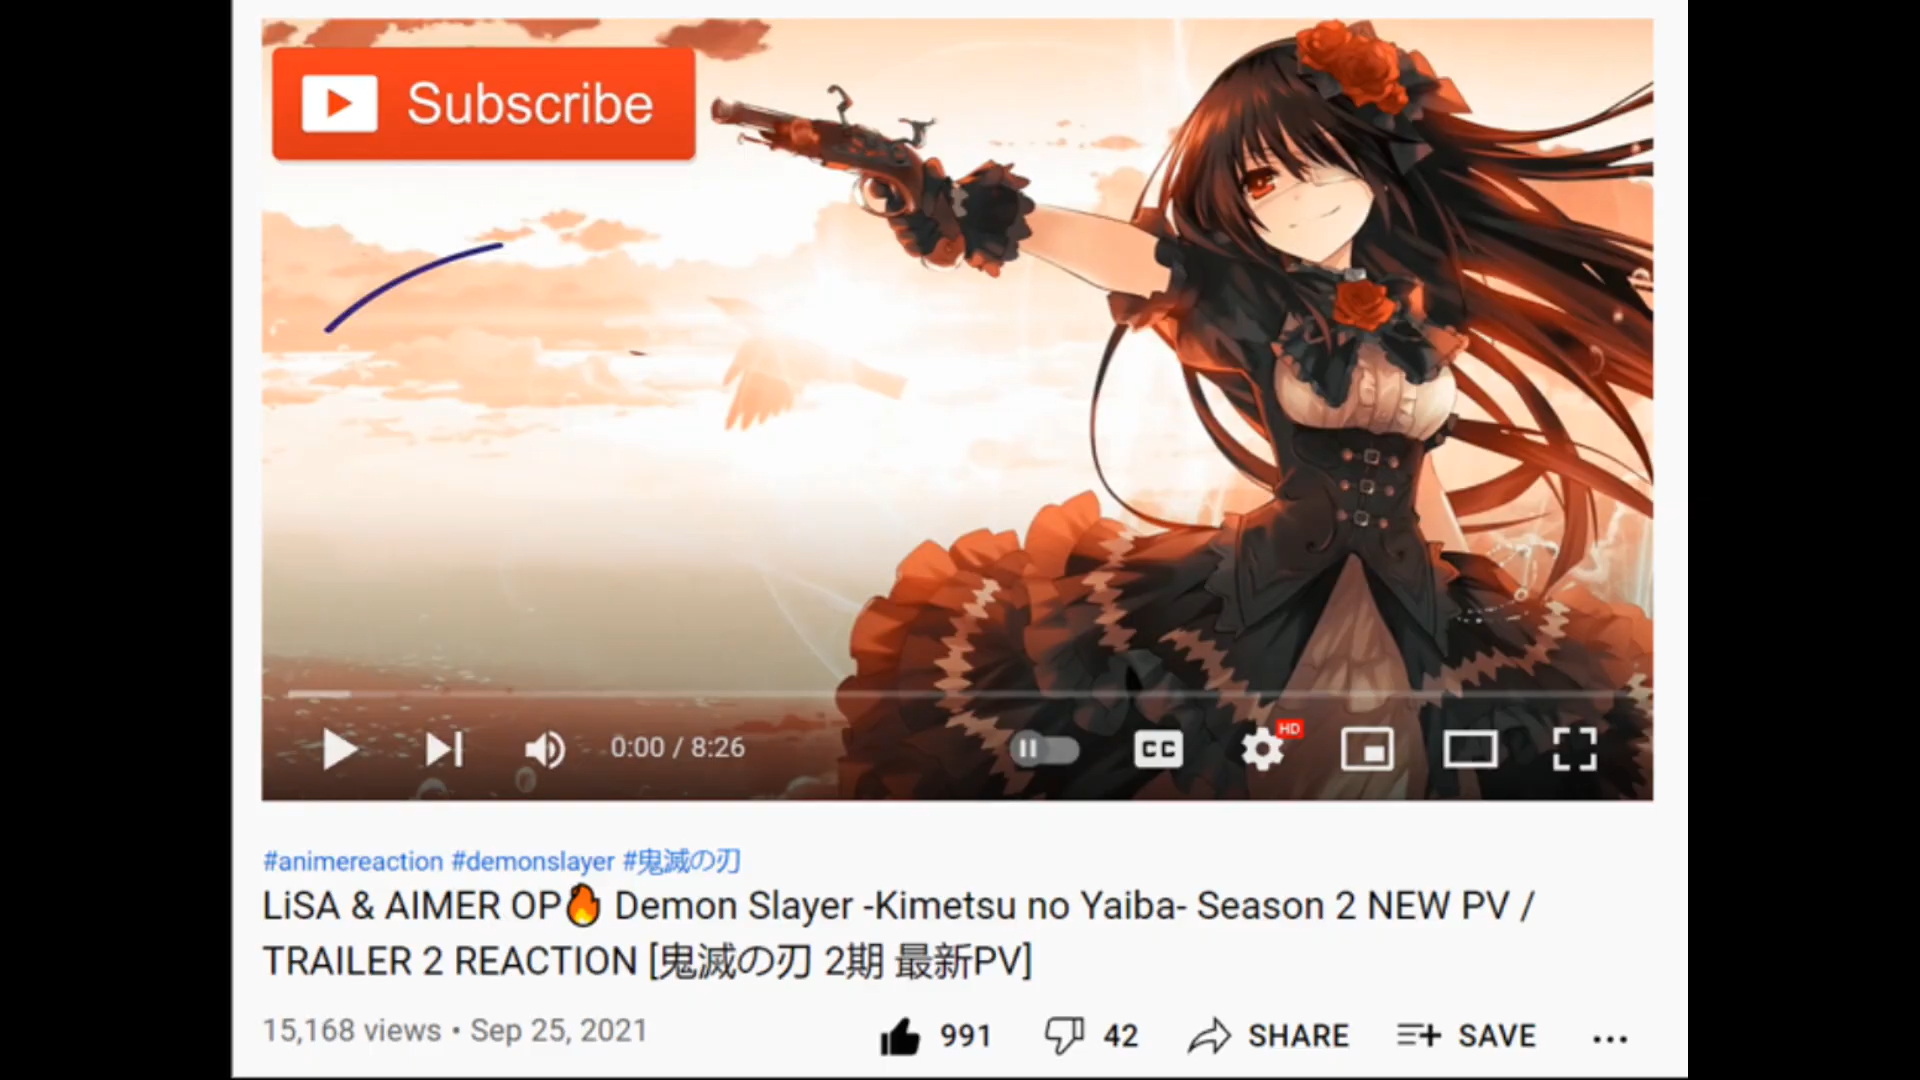 Subscribe
0:00 / 8:26
CC
HD
#animereaction #demonslayer #鬼滅の刃
LiSA & AIMER OP🔥 Demon Slayer -Kimetsu no Yaiba- Season 2 NEW PV /
TRAILER 2 REACTION [鬼滅の刃 2期 最新PV]
15,168 views • Sep 25, 2021
991
42
SHARE
SAVE